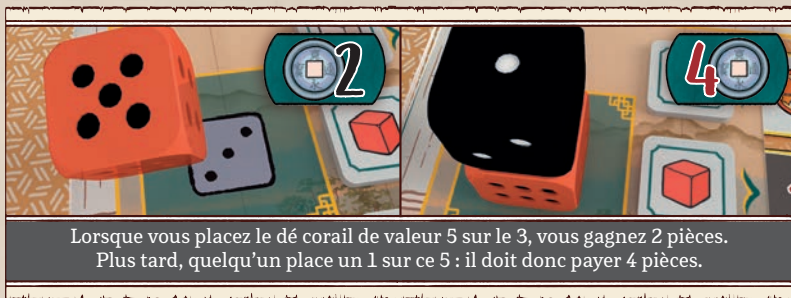 2
4
Lorsque vous placez le dé corail de valeur 5 sur le 3, vous gagnez 2 pièces.
Plus tard, quelqu'un place un 1 sur ce 5 : il doit donc payer 4 pièces.